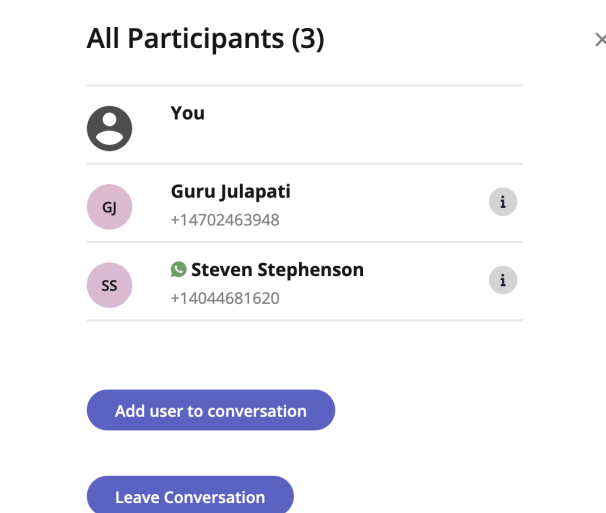 All Participants (3)
You
GJ
Guru Julapati
+14702463948
SS
Steven Stephenson
+14044681620
Add user to conversation
Leave Conversation